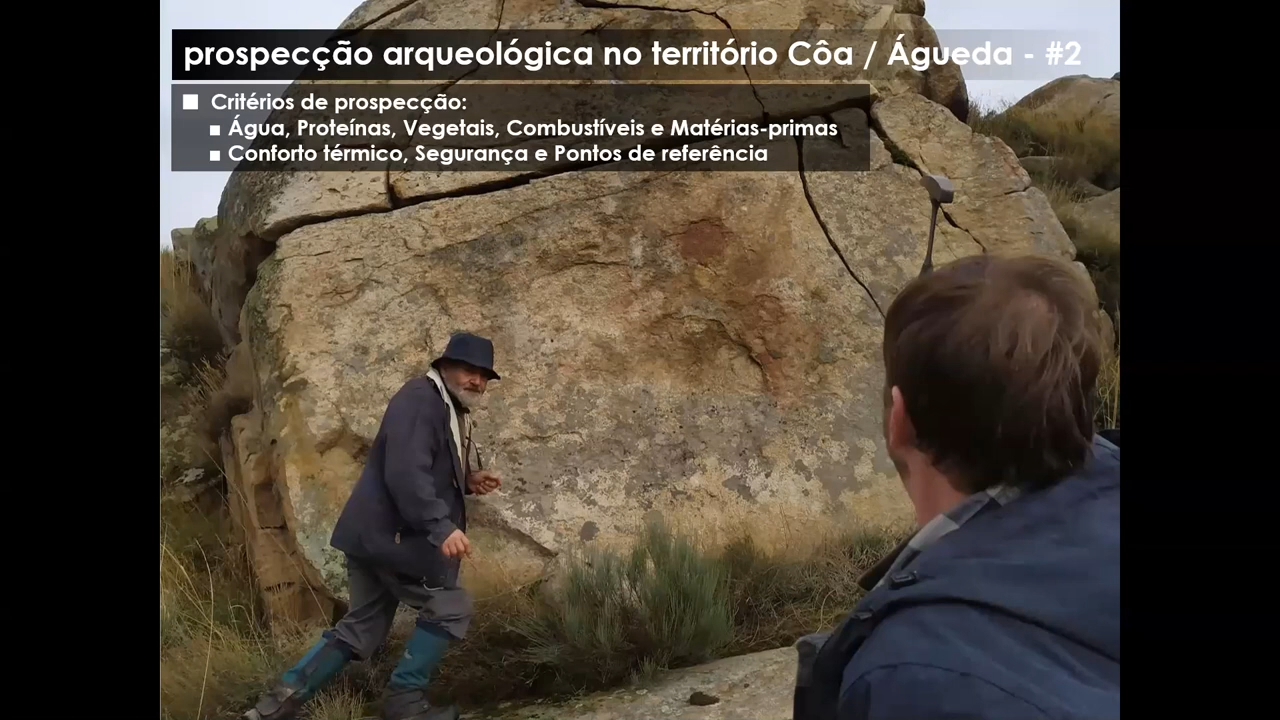 prospecção arqueológica no território Côa / Águeda - #2
■ Critérios de prospecção:
■ Água, Proteínas, Vegetais, Combustíveis e Matérias-primas
■ Conforto térmico, Segurança e Pontos de referência